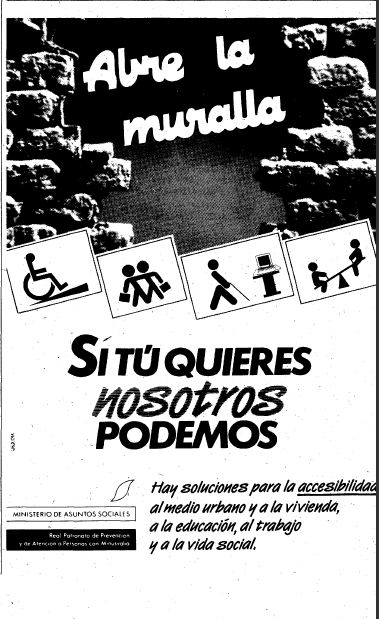 Abre la
muralla
SÍ TÚ QUIERES
nosotros
PODEMOS
Hay soluciones para la accesibilidad
al medio urbano y a la vivienda,
a la educación, al trabajo
y a la vida social.
MINISTERIO DE ASUNTOS SOCIALES
Real Patronato de Prevención
y de Atención a Personas con Minusvalía